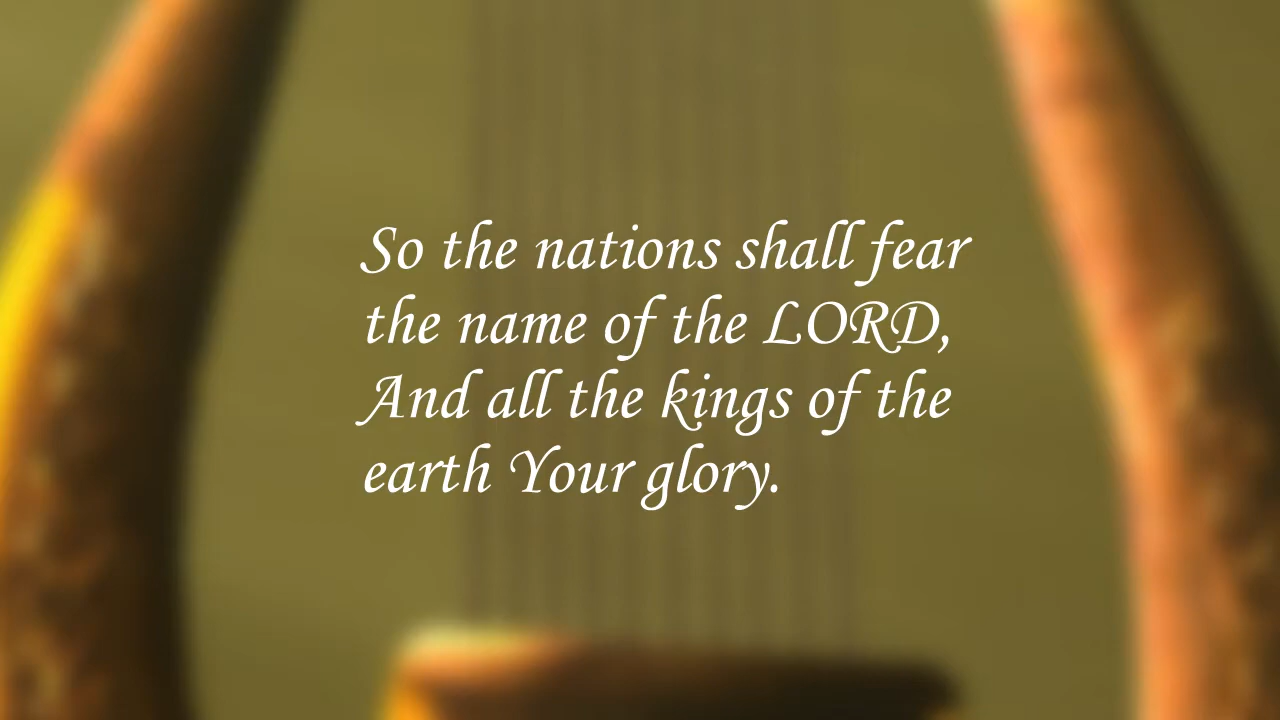 So the nations shall fear
the name of the LORD,
And all the kings of the
earth Your glory.